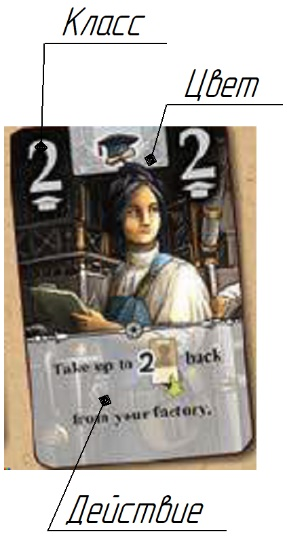 Класс
Цвет
2 2
Take up to 2 back
from your factory.
Действие